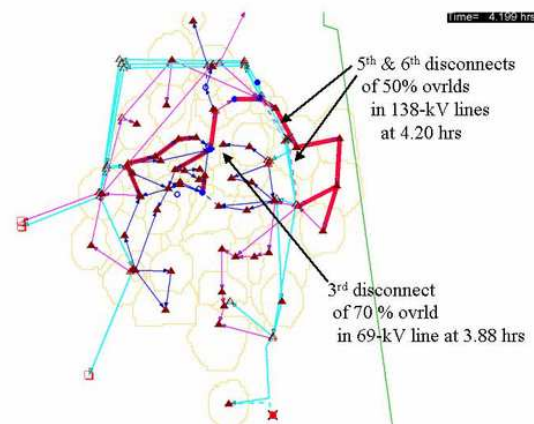 Time= 4.199 hrs
5th & 6th disconnects
of 50% ovrlds
in 138-kV lines
at 4.20 hrs
3rd disconnect
of 70 % ovrld
in 69-kV line at 3.88 hrs